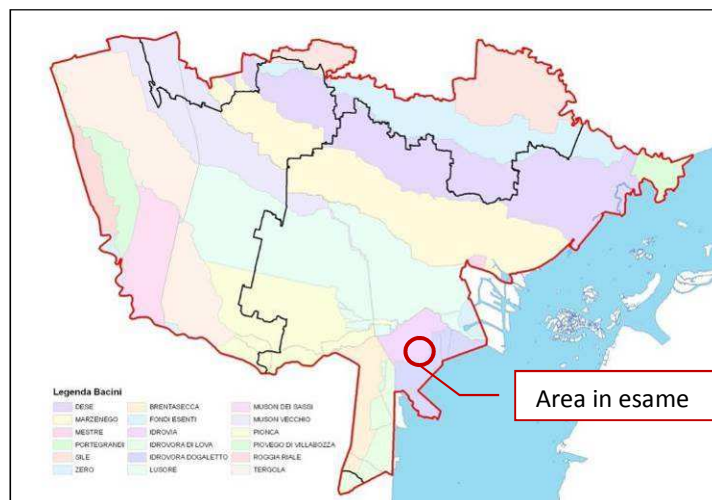 Area in esame
Legenda Bacini
DESE BRENTASECCA MUSON DEI SASSI
MARZENEGO FONDI ESENTI MUSON VECCHIO
MESTRE IDROVIA PIONCA
PORTEGRANDI IDROVORA DI LOVA PIOVEGO DI VILLABOZZA
SILE IDROVORA DOGALETTO ROGGIA RIALE
ZERO LUSORE TERGOLA